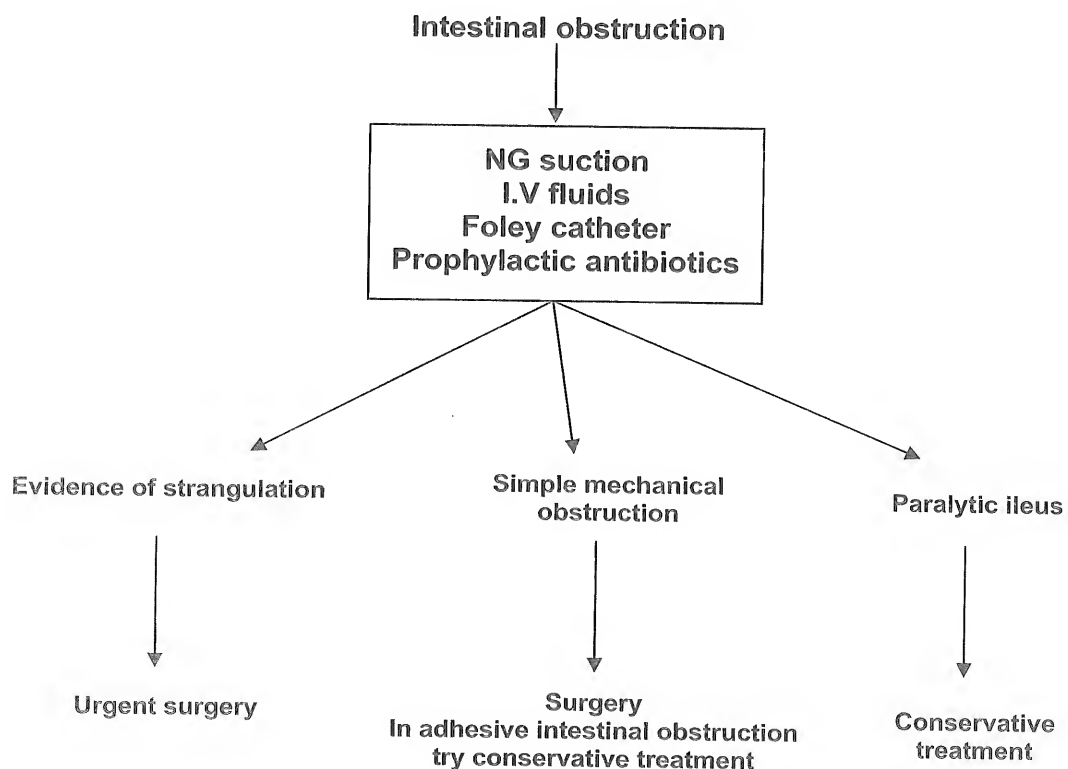 Intestinal obstruction
NG suction
I.V fluids
Foley catheter
Prophylactic antibiotics
Evidence of strangulation
Simple mechanical
obstruction
Paralytic ileus
Urgent surgery
Surgery
In adhesive intestinal obstruction
try conservative treatment
Conservative
treatment